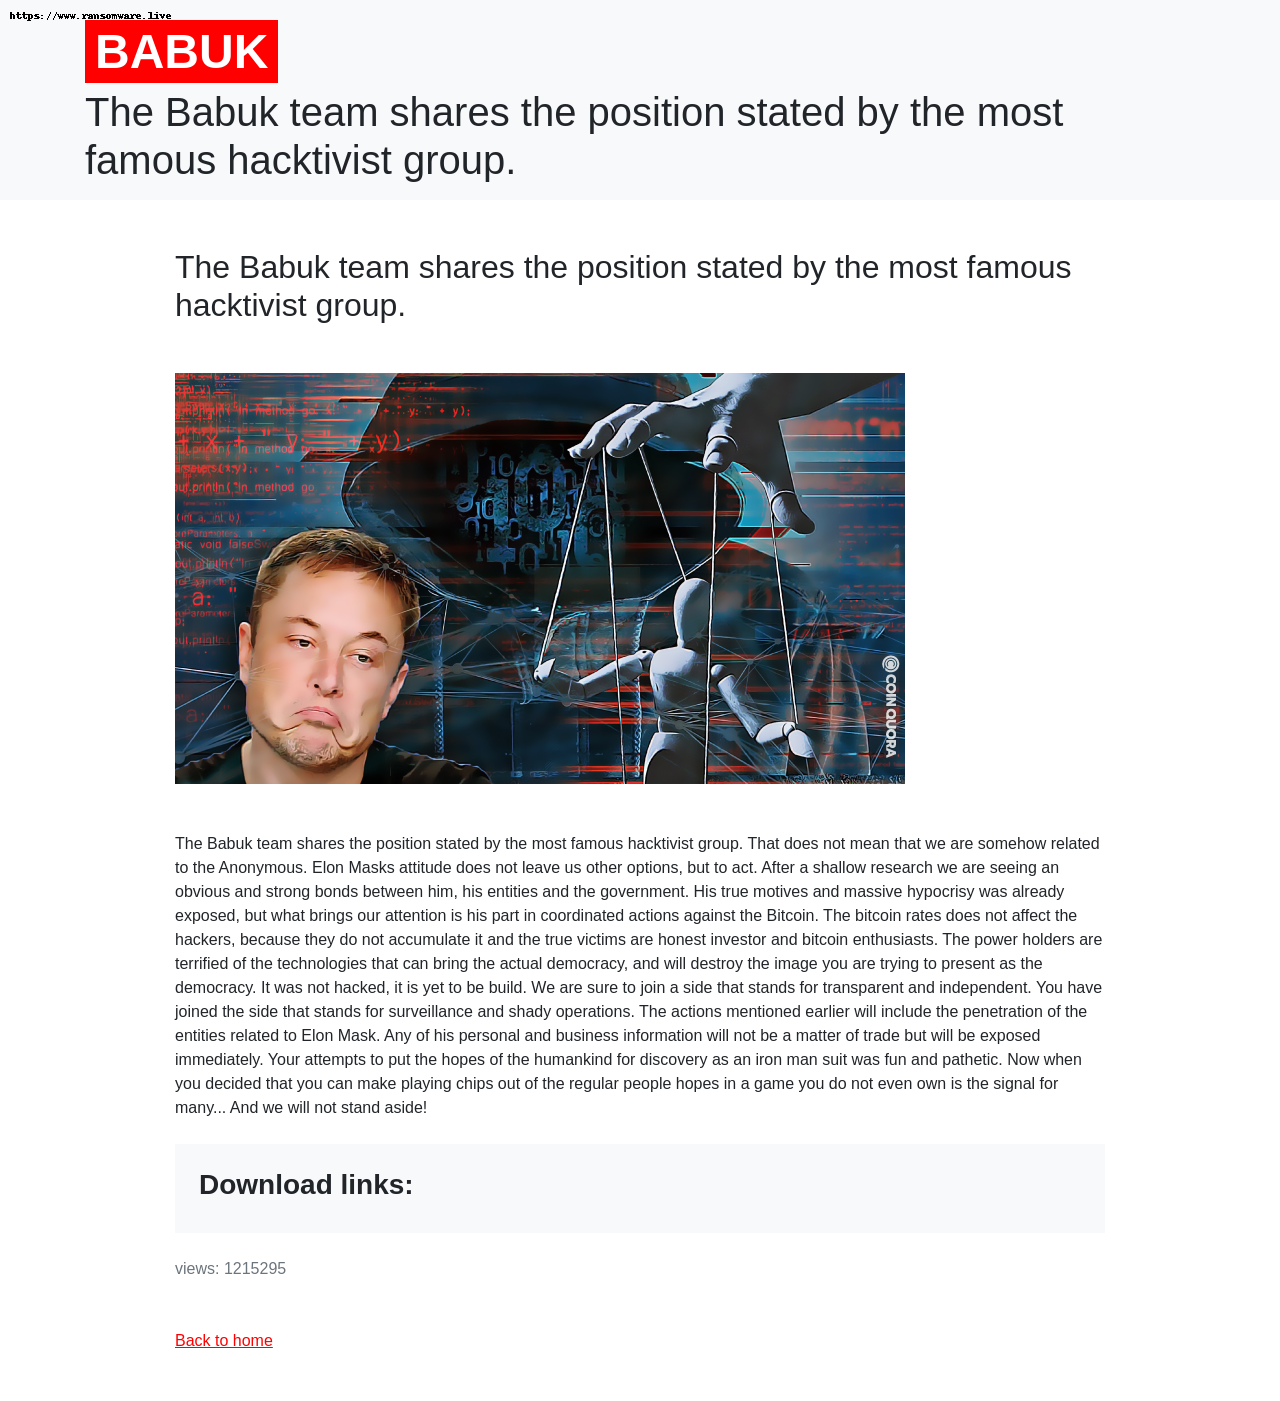 https://www.ransomware.live
BABUK
The Babuk team shares the position stated by the most
famous hacktivist group.
The Babuk team shares the position stated by the most famous
hacktivist group.
COIN QUORA
The Babuk team shares the position stated by the most famous hacktivist group. That does not mean that we are somehow related
to the Anonymous. Elon Masks attitude does not leave us other options, but to act. After a shallow research we are seeing an
obvious and strong bonds between him, his entities and the government. His true motives and massive hypocrisy was already
exposed, but what brings our attention is his part in coordinated actions against the Bitcoin. The bitcoin rates does not affect the
hackers, because they do not accumulate it and the true victims are honest investor and bitcoin enthusiasts. The power holders are
terrified of the technologies that can bring the actual democracy, and will destroy the image you are trying to present as the
democracy. It was not hacked, it is yet to be build. We are sure to join a side that stands for transparent and independent. You have
joined the side that stands for surveillance and shady operations. The actions mentioned earlier will include the penetration of the
entities related to Elon Mask. Any of his personal and business information will not be a matter of trade but will be exposed
immediately. Your attempts to put the hopes of the humankind for discovery as an iron man suit was fun and pathetic. Now when
you decided that you can make playing chips out of the regular people hopes in a game you do not even own is the signal for
many... And we will not stand aside!
Download links:
views: 1215295
Back to home